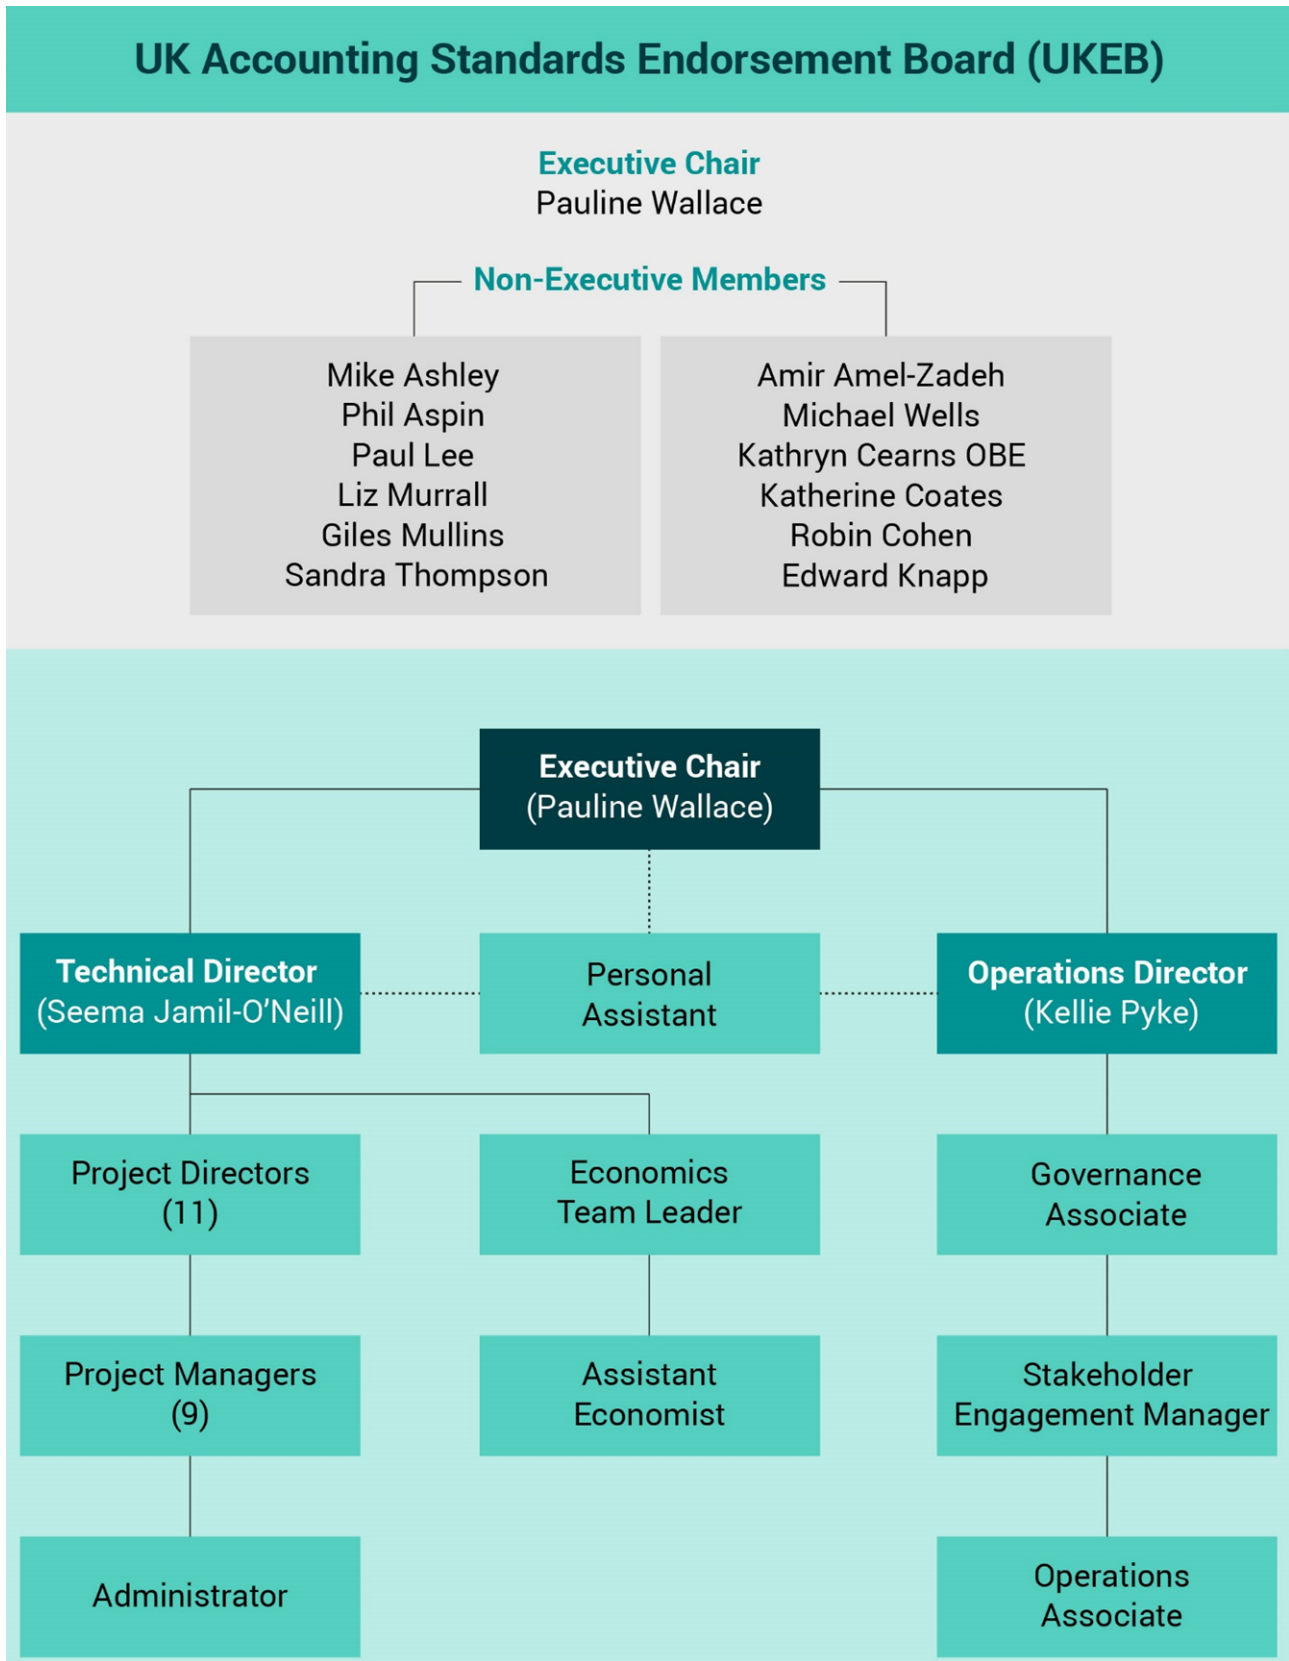 UK Accounting Standards Endorsement Board (UKEB)
Executive Chair
Pauline Wallace
Non-Executive Members
Mike Ashley
Phil Aspin
Paul Lee
Liz Murrall
Giles Mullins
Sandra Thompson
Amir Amel-Zadeh
Michael Wells
Kathryn Cearns OBE
Katherine Coates
Robin Cohen
Edward Knapp
Executive Chair
(Pauline Wallace)
Technical Director
(Seema Jamil-O’Neill)
Personal
Assistant
Operations Director
(Kellie Pyke)
Project Directors
(11)
Economics
Team Leader
Governance
Associate
Project Managers
(9)
Assistant
Economist
Stakeholder
Engagement Manager
Administrator
Operations
Associate